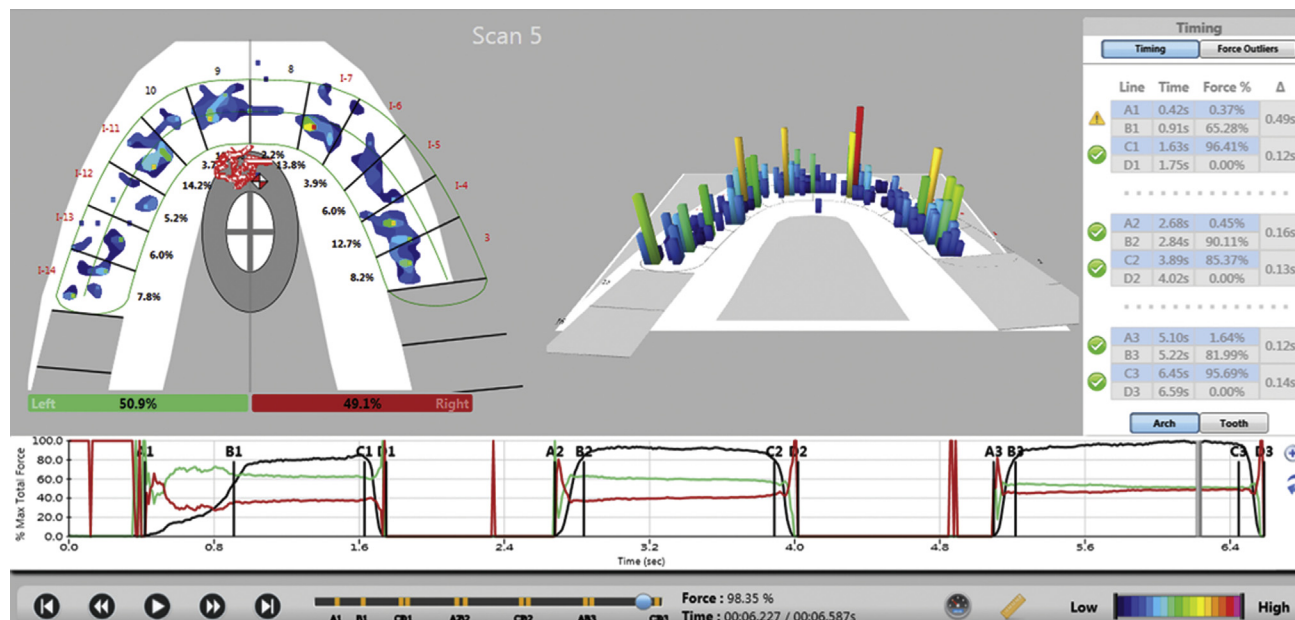 Scan 5
Timing
Timing Force Outliers
Line Time Force % Δ
A1 0.42s 0.37% 0.49s
B1 0.91s 65.28%
C1 1.63s 96.41% 0.12s
D1 1.75s 0.00%
A2 2.68s 0.45% 0.16s
B2 2.84s 90.11%
C2 3.89s 85.37% 0.13s
D2 4.02s 0.00%
A3 5.10s 1.64% 0.12s
B3 5.22s 81.99%
C3 6.45s 95.69% 0.14s
D3 6.59s 0.00%
Arch Tooth
9 8
10 I-7
I-6
I-11
I-5
I-12
I-4
I-13
3
I-14
2.2%
3.7 13.8%
14.2% 3.9%
5.2% 6.0%
6.0% 12.7%
7.8% 8.2%
Left 50.9% 49.1% Right
% Max Total Force
100.0
80.0
60.0
40.0
20.0
0.0
A1 B1 C1 D1 A2 B2 C2 D2 A3 B3 C3 D3
0.0 0.8 1.6 2.4 3.2 4.0 4.8 5.6 6.4
Time (sec)
Force : 98.35 %
Time : 00:06.227 / 00:06.587s
A1 B1
Low High